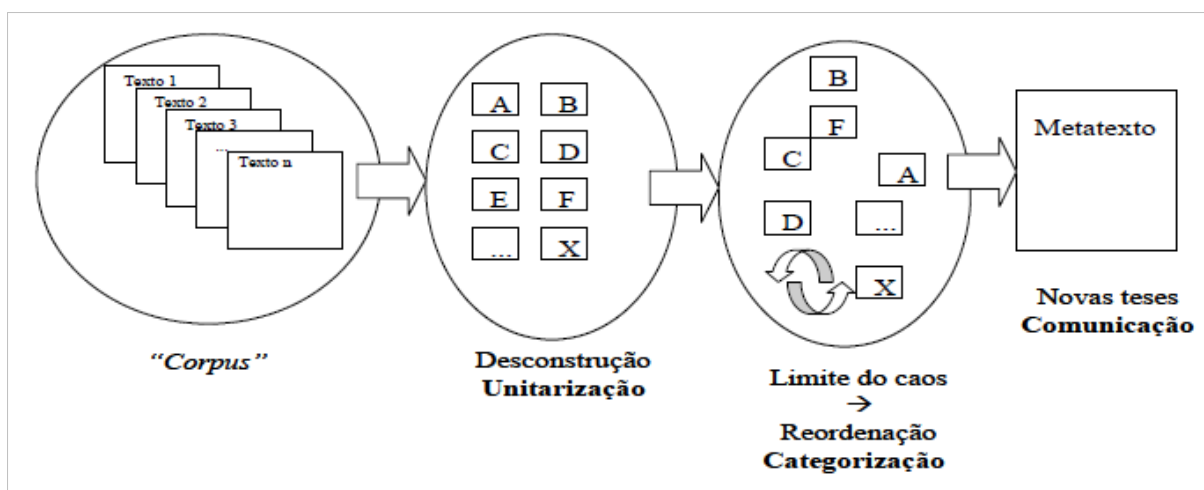 Texto 1
Texto 2
Texto 3
...
Texto n
“Corpus”
A B
C D
E F
... X
Desconstrução
Unitarização
B
F
C
A
D ...
X
Limite do caos
→
Reordenação
Categorização
Metatexto
Novas teses
Comunicação